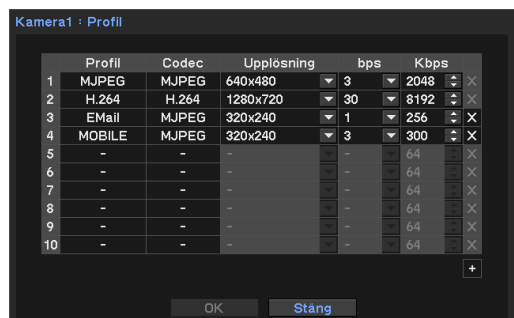 Kamera1 : Profil
Profil Codec Upplösning bps Kbps
1 MJPEG MJPEG 640x480 3 2048 X
2 H.264 H.264 1280x720 30 8192 X
3 EMail MJPEG 320x240 1 256 X
4 MOBILE MJPEG 320x240 3 300 X
5 - - - - 64 X
6 - - - - 64 X
7 - - - - 64 X
8 - - - - 64 X
9 - - - - 64 X
10 - - - - 64 X
+
OK Stäng